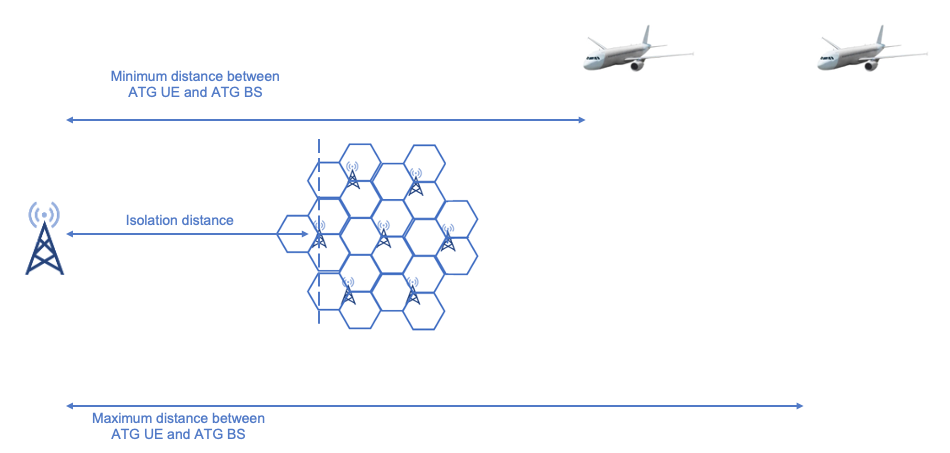 Minimum distance between
ATG UE and ATG BS
Isolation distance
Maximum distance between
ATG UE and ATG BS